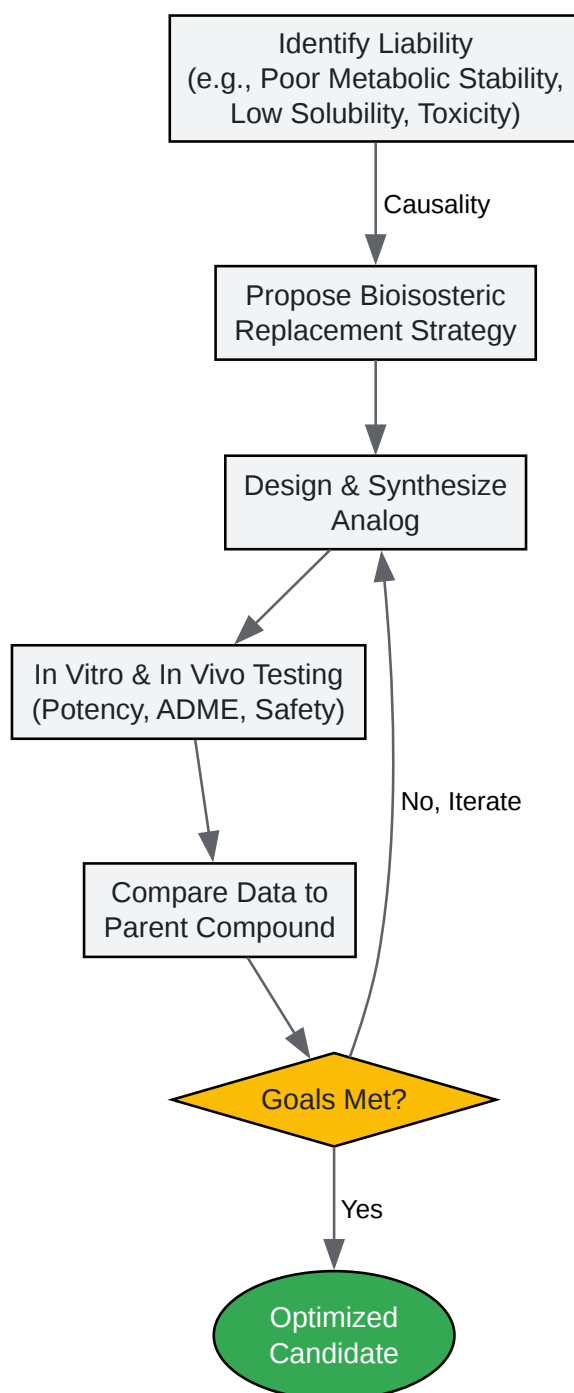 Identify Liability
(e.g., Poor Metabolic Stability,
Low Solubility, Toxicity)
Causality
Propose Bioisosteric
Replacement Strategy
Design & Synthesize
Analog
In Vitro & In Vivo Testing
(Potency, ADME, Safety)
No, Iterate
Compare Data to
Parent Compound
Goals Met?
Yes
Optimized
Candidate